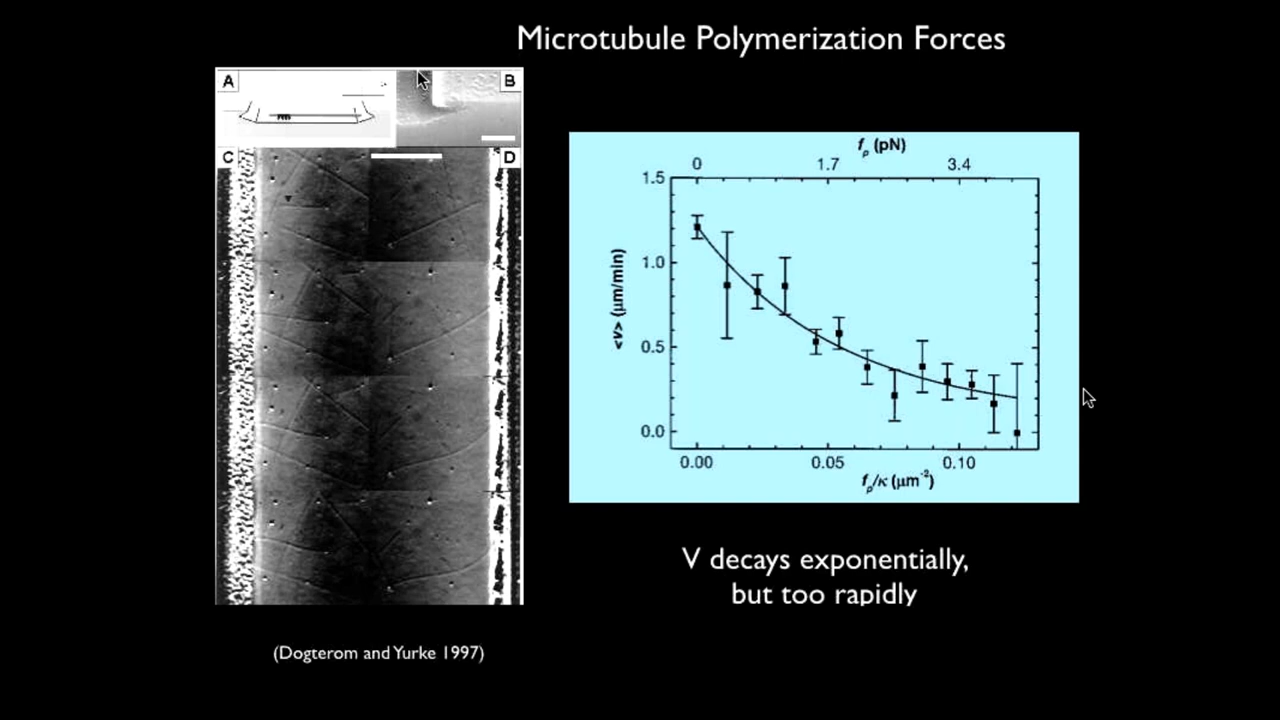 Microtubule Polymerization Forces
A
B
C
D
f_p (pN)
0 1.7 3.4
1.5
1.0
0.5
0.0
<v> (μm/min)
0.00 0.05 0.10
f_p/κ (μm⁻²)
V decays exponentially,
but too rapidly
(Dogterom and Yurke 1997)